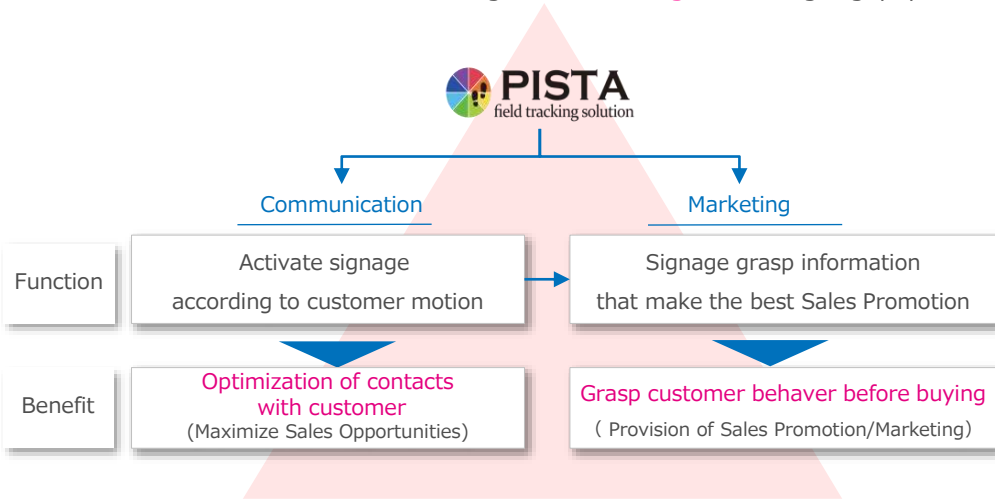 PISTA
field tracking solution
Communication
Marketing
Function
Activate signage
according to customer motion
Signage grasp information
that make the best Sales Promotion
Benefit
Optimization of contacts
with customer
(Maximize Sales Opportunities)
Grasp customer behaver before buying
( Provision of Sales Promotion/Marketing)